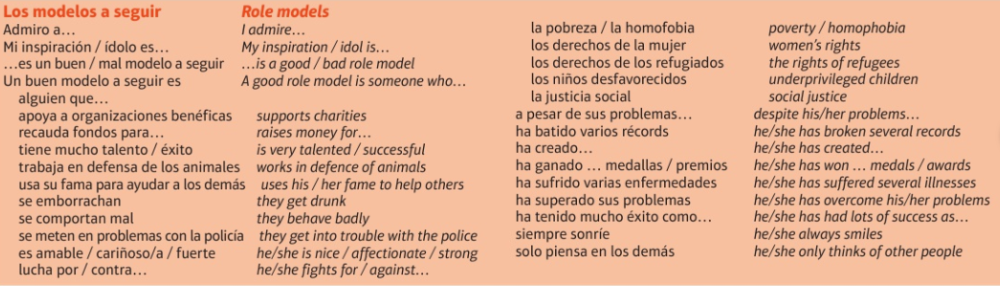 Los modelos a seguir Role models
Admiro a… I admire…
Mi inspiración / ídolo es… My inspiration / idol is…
…es un buen / mal modelo a seguir …is a good / bad role model
Un buen modelo a seguir es A good role model is someone who…
alguien que…
apoya a organizaciones benéficas supports charities
recauda fondos para… raises money for…
tiene mucho talento / éxito is very talented / successful
trabaja en defensa de los animales works in defence of animals
usa su fama para ayudar a los demás uses his / her fame to help others
se emborrachan they get drunk
se comportan mal they behave badly
se meten en problemas con la policía they get into trouble with the police
es amable / cariñoso/a / fuerte he/she is nice / affectionate / strong
lucha por / contra… he/she fights for / against…
la pobreza / la homofobia poverty / homophobia
los derechos de la mujer women's rights
los derechos de los refugiados the rights of refugees
los niños desfavorecidos underprivileged children
la justicia social social justice
a pesar de sus problemas… despite his/her problems…
ha batido varios récords he/she has broken several records
ha creado… he/she has created…
ha ganado … medallas / premios he/she has won … medals / awards
ha sufrido varias enfermedades he/she has suffered several illnesses
ha superado sus problemas he/she has overcome his/her problems
ha tenido mucho éxito como… he/she has had lots of success as…
siempre sonríe he/she always smiles
solo piensa en los demás he/she only thinks of other people